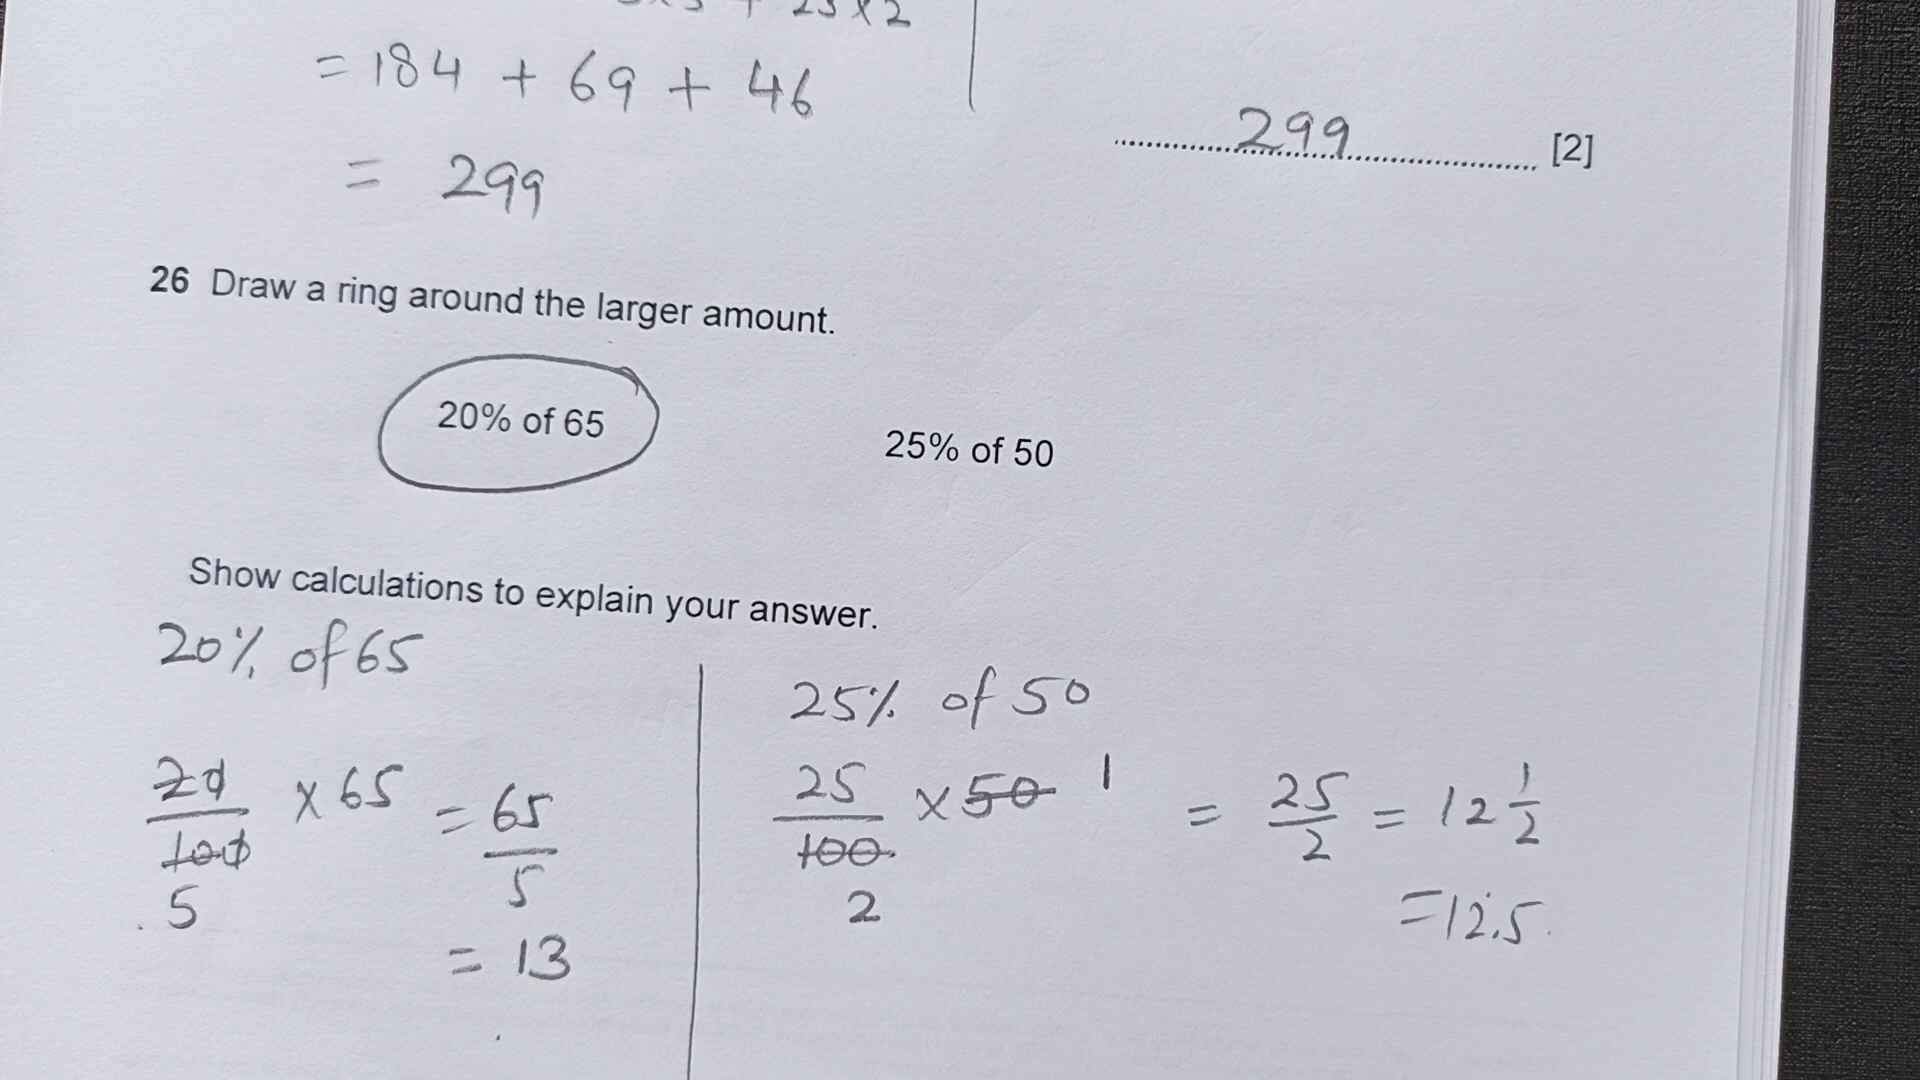 23 x 2
= 184 + 69 + 46
= 299
299 [2]
26 Draw a ring around the larger amount.
20% of 65
25% of 50
Show calculations to explain your answer.
20% of 65
20/100 x 65 = 65/5
5
= 13
25% of 50
25/100 x 50 1 = 25/2 = 12 1/2
2
= 12.5